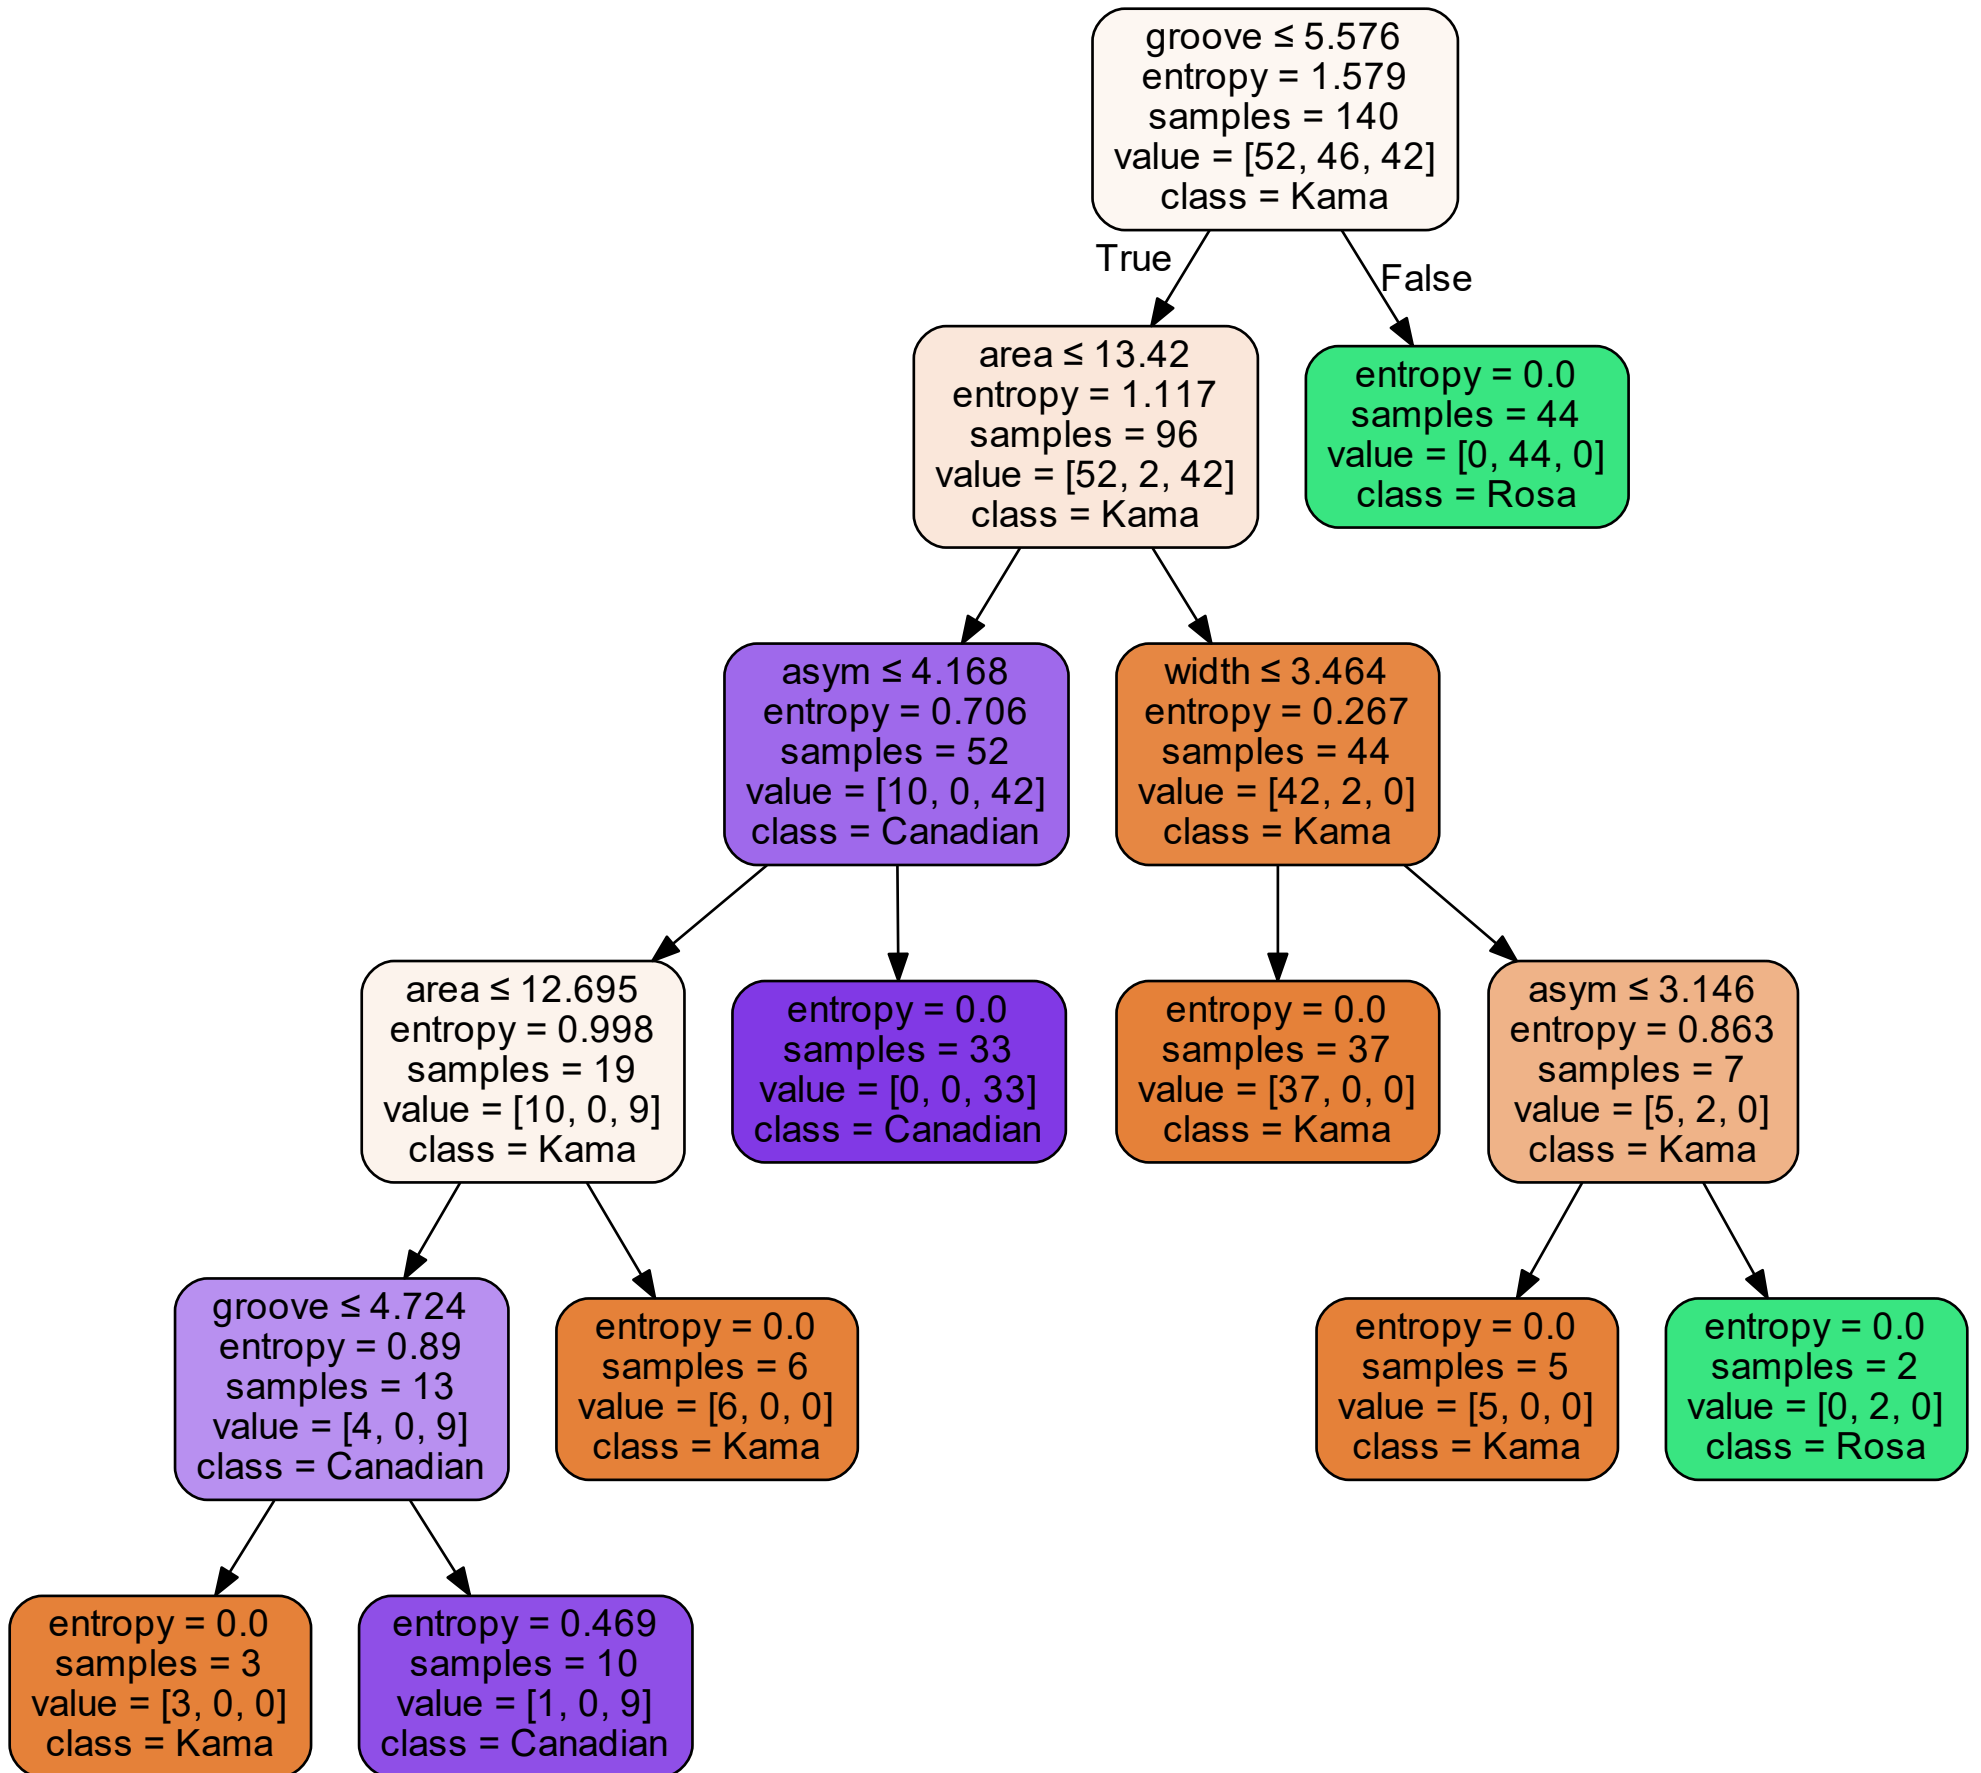 groove ≤ 5.576
entropy = 1.579
samples = 140
value = [52, 46, 42]
class = Kama
True
False
area ≤ 13.42
entropy = 1.117
samples = 96
value = [52, 2, 42]
class = Kama
entropy = 0.0
samples = 44
value = [0, 44, 0]
class = Rosa
asym ≤ 4.168
entropy = 0.706
samples = 52
value = [10, 0, 42]
class = Canadian
width ≤ 3.464
entropy = 0.267
samples = 44
value = [42, 2, 0]
class = Kama
area ≤ 12.695
entropy = 0.998
samples = 19
value = [10, 0, 9]
class = Kama
entropy = 0.0
samples = 33
value = [0, 0, 33]
class = Canadian
entropy = 0.0
samples = 37
value = [37, 0, 0]
class = Kama
asym ≤ 3.146
entropy = 0.863
samples = 7
value = [5, 2, 0]
class = Kama
groove ≤ 4.724
entropy = 0.89
samples = 13
value = [4, 0, 9]
class = Canadian
entropy = 0.0
samples = 6
value = [6, 0, 0]
class = Kama
entropy = 0.0
samples = 5
value = [5, 0, 0]
class = Kama
entropy = 0.0
samples = 2
value = [0, 2, 0]
class = Rosa
entropy = 0.0
samples = 3
value = [3, 0, 0]
class = Kama
entropy = 0.469
samples = 10
value = [1, 0, 9]
class = Canadian